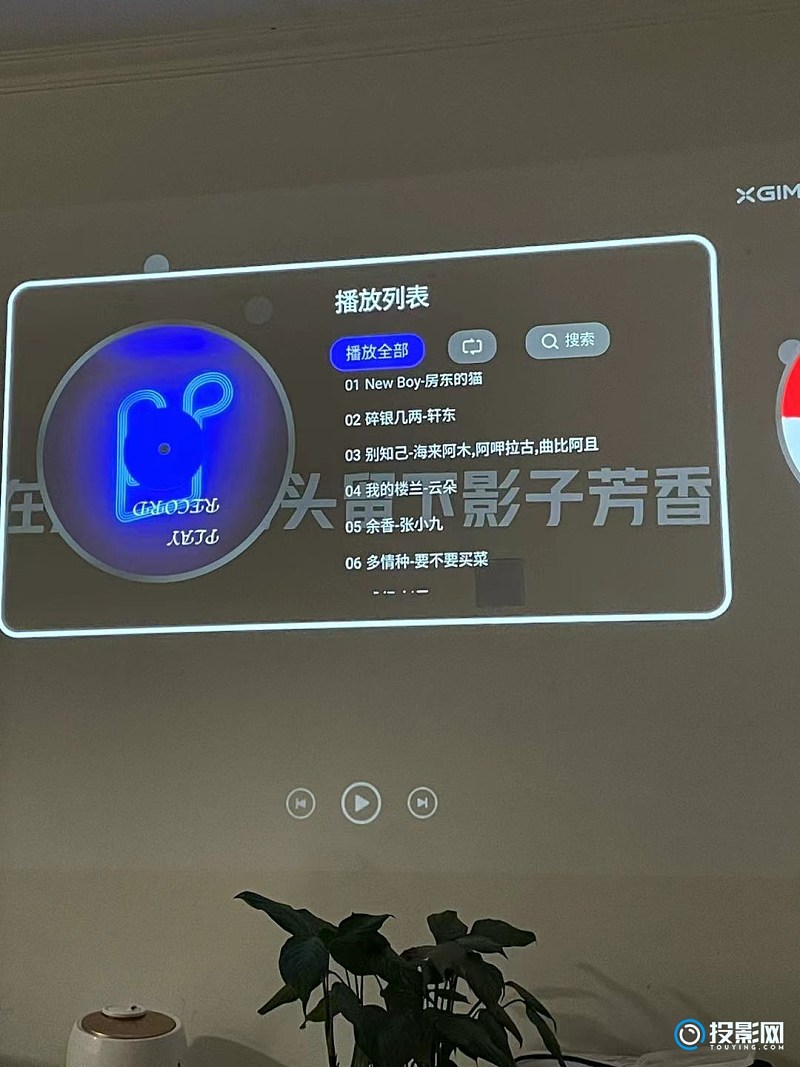 XGIM
播放列表
播放全部
搜索
01 New Boy-房东的猫
02 碎银几两-轩东
03 别知己-海来阿木,阿呷拉古,曲比阿且
04 我的楼兰-云朵
头留下影子芳香
05 余香-张小九
06 多情种-要不要买菜
PLAY
RECORD
投影网
TOUYING.COM